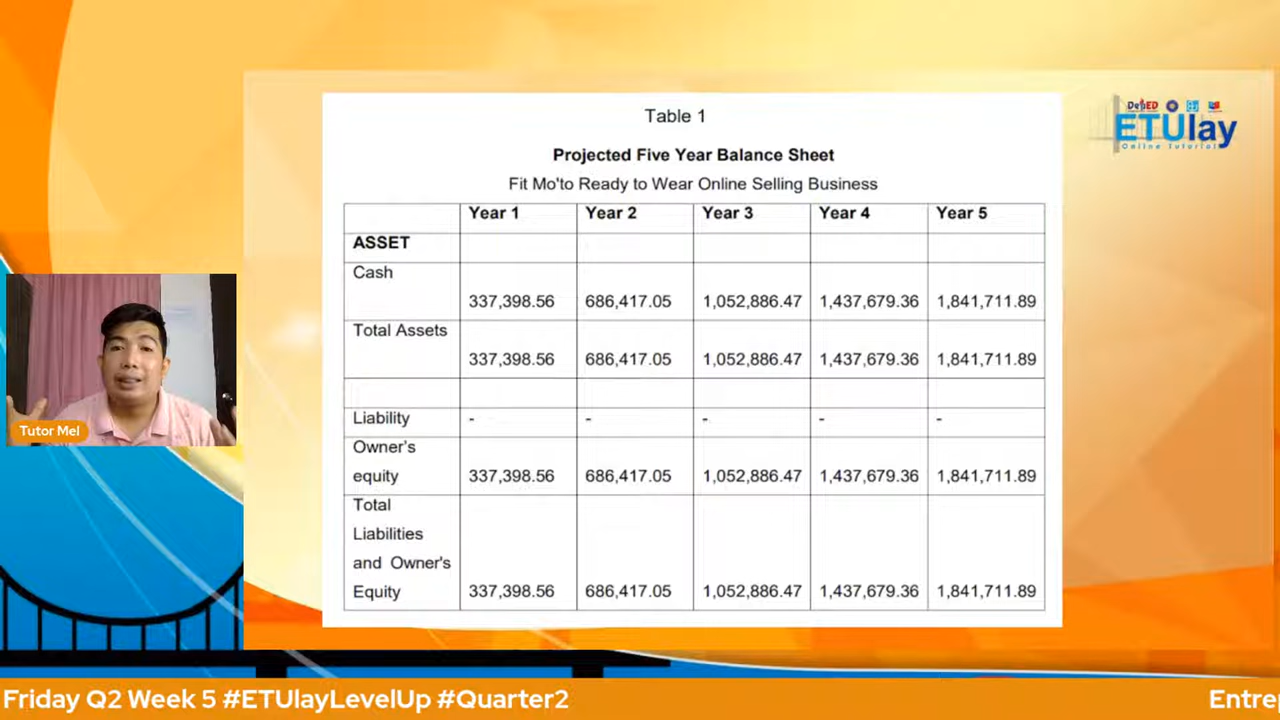 DepED
ETUlay
Online Tutorial
Table 1
Projected Five Year Balance Sheet
Fit Mo'to Ready to Wear Online Selling Business
Year 1 Year 2 Year 3 Year 4 Year 5
ASSET
Cash
337,398.56 686,417.05 1,052,886.47 1,437,679.36 1,841,711.89
Total Assets
337,398.56 686,417.05 1,052,886.47 1,437,679.36 1,841,711.89
Liability - - - - -
Owner's
equity 337,398.56 686,417.05 1,052,886.47 1,437,679.36 1,841,711.89
Total
Liabilities
and Owner's
Equity 337,398.56 686,417.05 1,052,886.47 1,437,679.36 1,841,711.89
Tutor Mel
Friday Q2 Week 5 #ETUlayLevelUp #Quarter2 Entrep